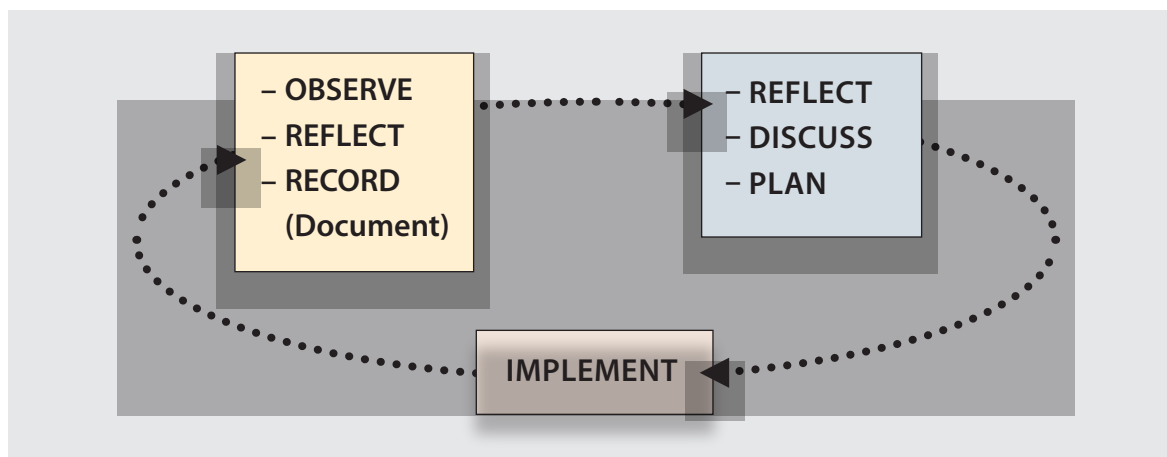 – OBSERVE
– REFLECT
– RECORD
(Document)
– REFLECT
– DISCUSS
– PLAN
IMPLEMENT